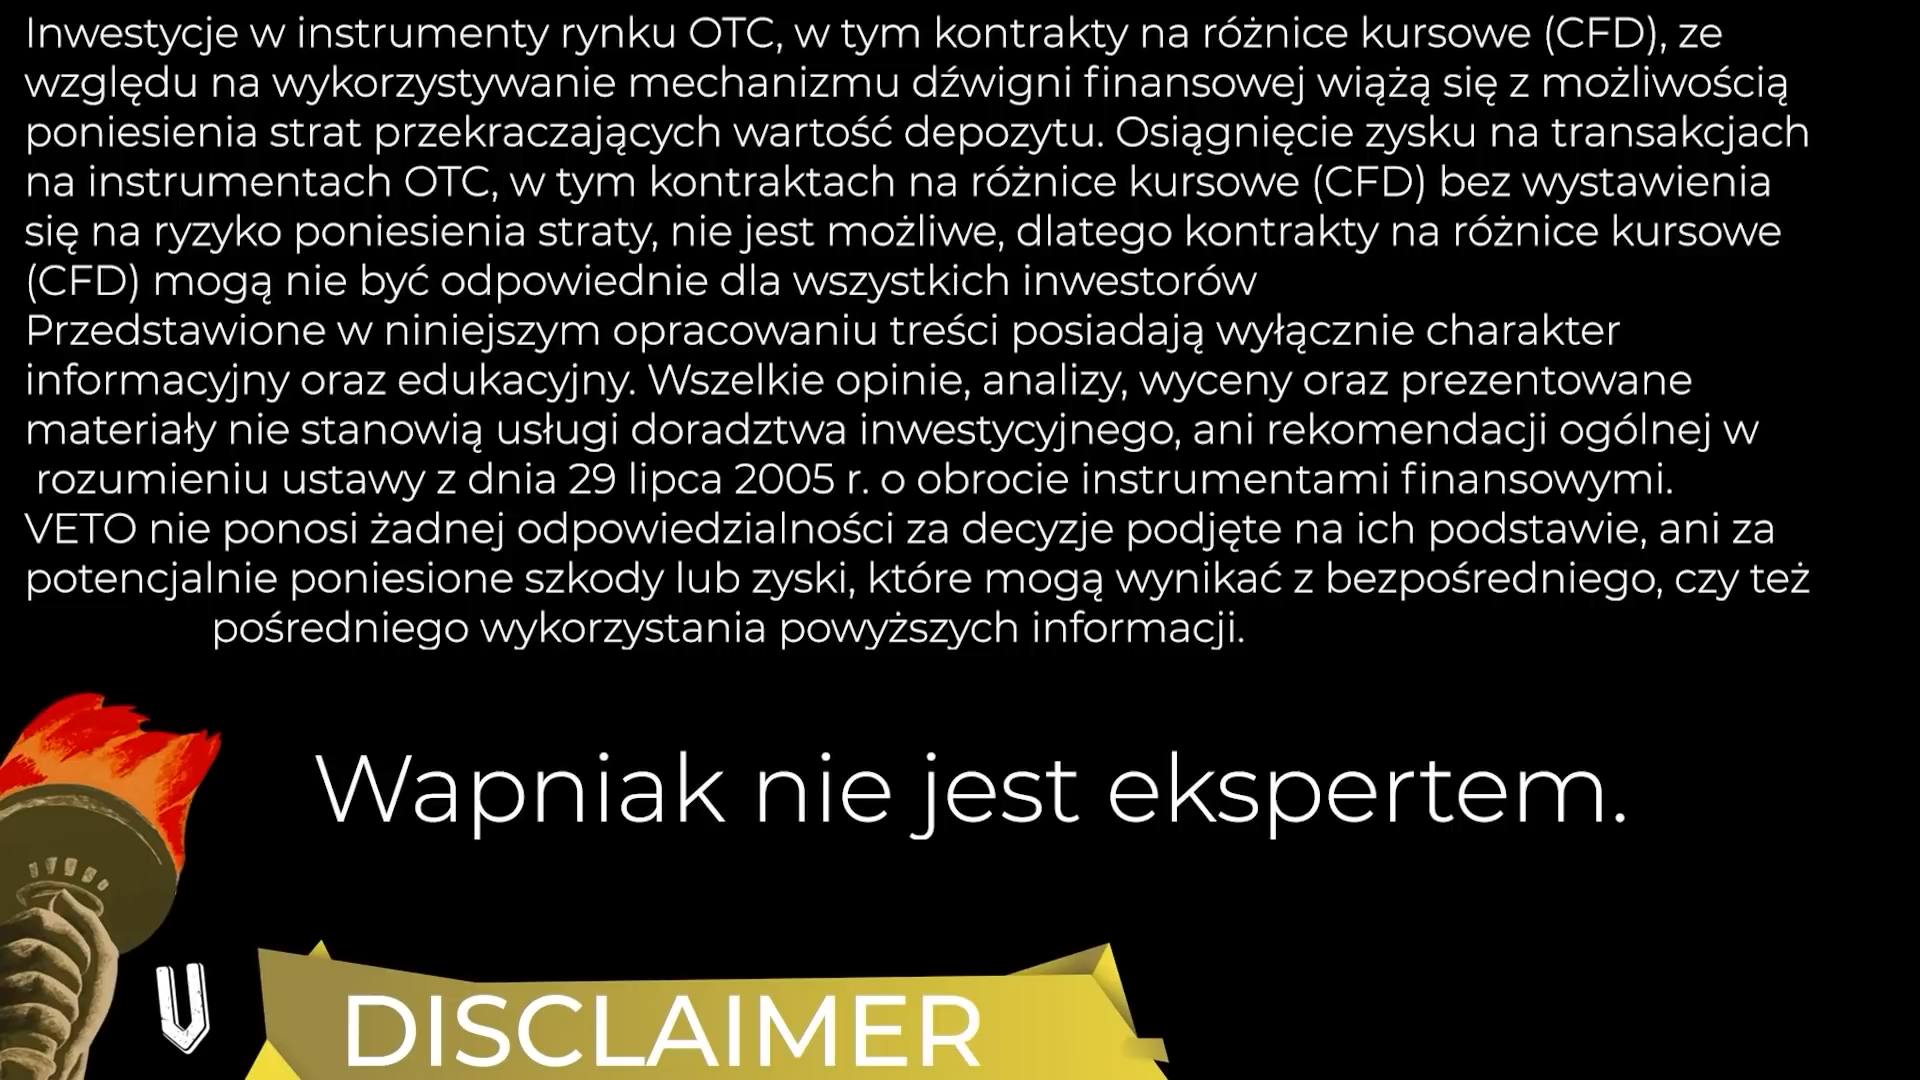 Inwestycje w instrumenty rynku OTC, w tym kontrakty na różnice kursowe (CFD), ze
względu na wykorzystywanie mechanizmu dźwigni finansowej wiążą się z możliwością
poniesienia strat przekraczających wartość depozytu. Osiągnięcie zysku na transakcjach
na instrumentach OTC, w tym kontraktach na różnice kursowe (CFD) bez wystawienia
się na ryzyko poniesienia straty, nie jest możliwe, dlatego kontrakty na różnice kursowe
(CFD) mogą nie być odpowiednie dla wszystkich inwestorów
Przedstawione w niniejszym opracowaniu treści posiadają wyłącznie charakter
informacyjny oraz edukacyjny. Wszelkie opinie, analizy, wyceny oraz prezentowane
materiały nie stanowią usługi doradztwa inwestycyjnego, ani rekomendacji ogólnej w
rozumieniu ustawy z dnia 29 lipca 2005 r. o obrocie instrumentami finansowymi.
VETO nie ponosi żadnej odpowiedzialności za decyzje podjęte na ich podstawie, ani za
potencjalnie poniesione szkody lub zyski, które mogą wynikać z bezpośredniego, czy też
pośredniego wykorzystania powyższych informacji.
Wapniak nie jest ekspertem.
V
DISCLAIMER